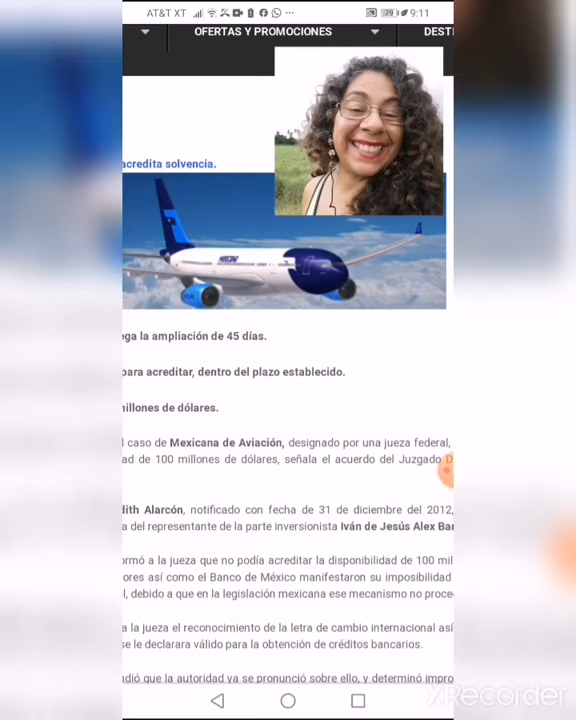 AT&T XT 79 9:11
OFERTAS Y PROMOCIONES DESTI
acredita solvencia.
MEXICANA
ega la ampliación de 45 días.
para acreditar, dentro del plazo establecido.
nillones de dólares.
l caso de Mexicana de Aviación, designado por una jueza federal,
ad de 100 millones de dólares, señala el acuerdo del Juzgado D
dith Alarcón, notificado con fecha de 31 de diciembre del 2012,
a del representante de la parte inversionista Iván de Jesús Alex Bar
ormó a la jueza que no podía acreditar la disponibilidad de 100 mil
ores así como el Banco de México manifestaron su imposibilidad
l, debido a que en la legislación mexicana ese mecanismo no proce
a la jueza el reconocimiento de la letra de cambio internacional así
se le declarara válido para la obtención de créditos bancarios.
ndió que la autoridad ya se pronunció sobre ello, y determinó impro
XRecorder